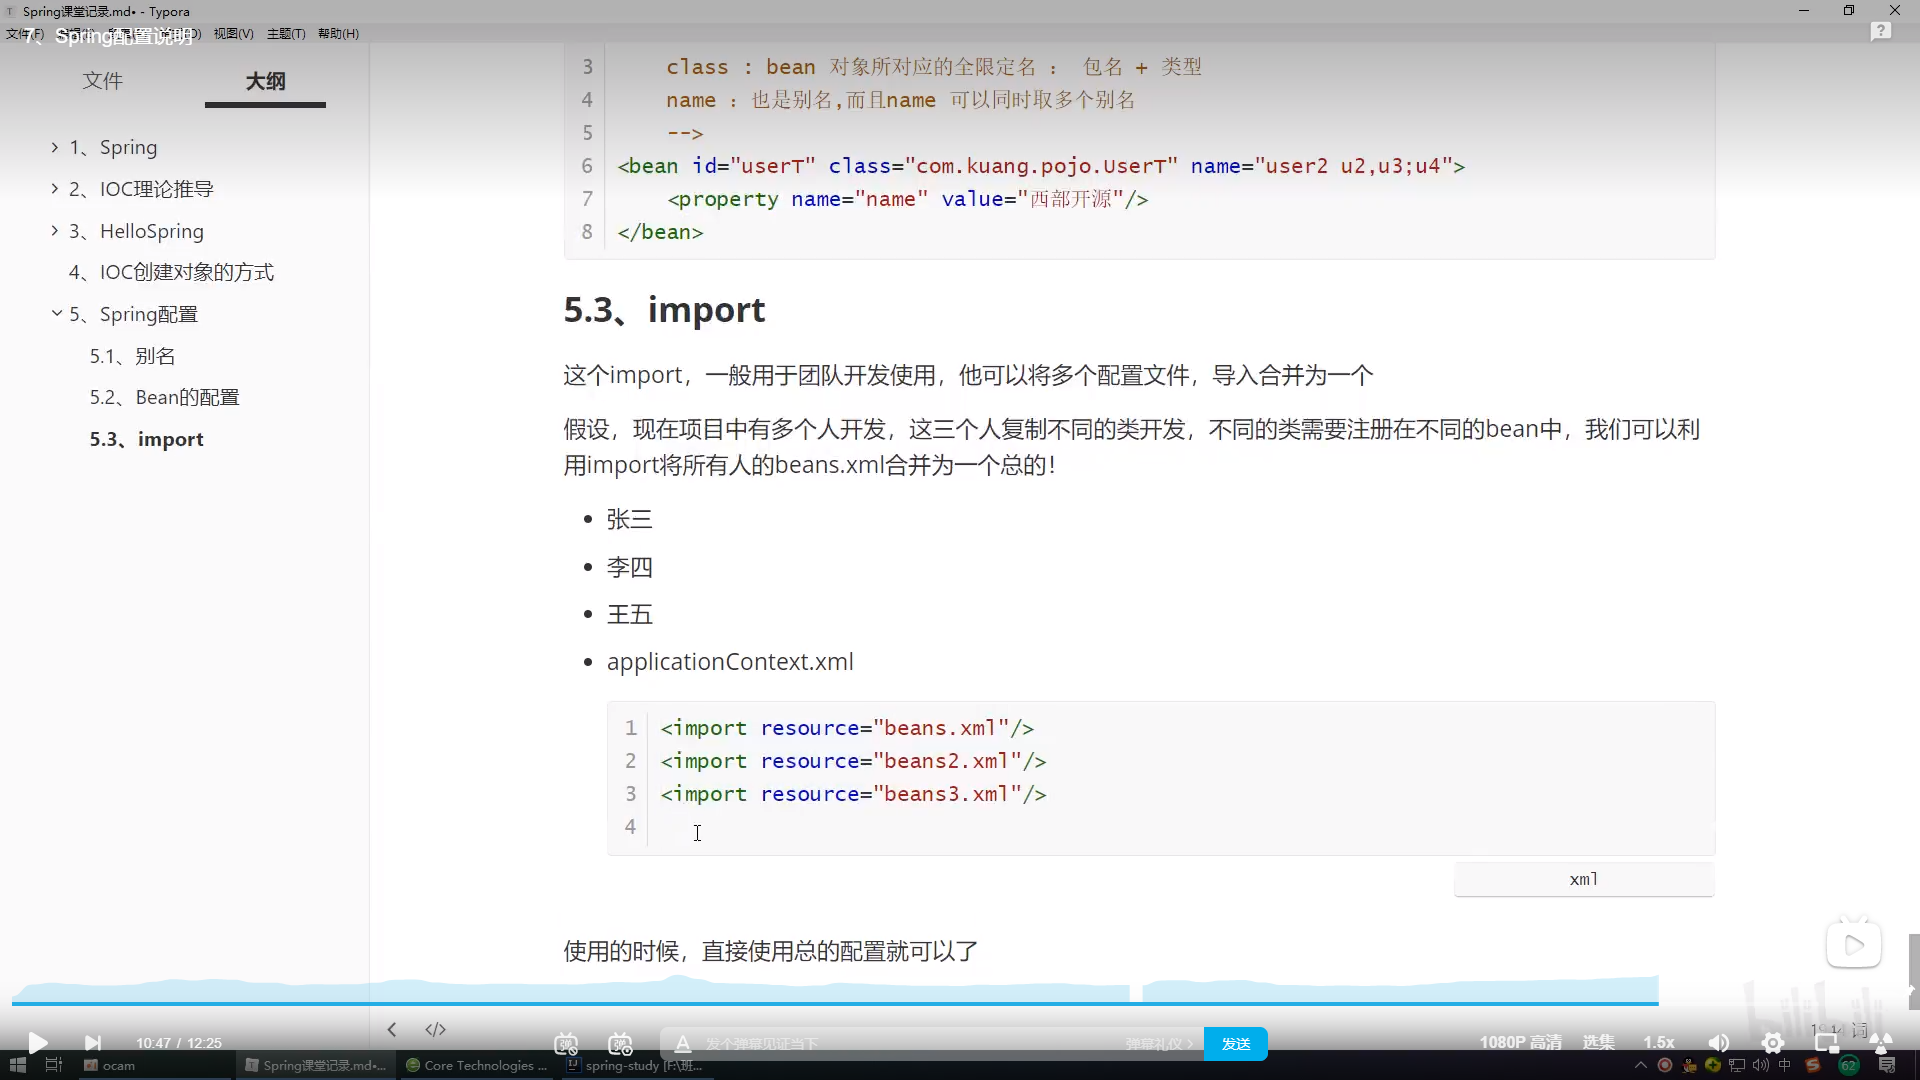 Spring课堂记录.md• - Typora
文件(F) 视图(V) 主题(T) 帮助(H)
7、Spring配置说明
文件 大纲
1、Spring
2、IOC理论推导
3、HelloSpring
4、IOC创建对象的方式
5、Spring配置
5.1、别名
5.2、Bean的配置
5.3、import
3 class : bean 对象所对应的全限定名 ： 包名 + 类型
4 name ：也是别名,而且name 可以同时取多个别名
5 -->
6 <bean id="userT" class="com.kuang.pojo.UserT" name="user2 u2,u3;u4">
7 <property name="name" value="西部开源"/>
8 </bean>
5.3、import
这个import，一般用于团队开发使用，他可以将多个配置文件，导入合并为一个
假设，现在项目中有多个人开发，这三个人复制不同的类开发，不同的类需要注册在不同的bean中，我们可以利
用import将所有人的beans.xml合并为一个总的！
• 张三
• 李四
• 王五
• applicationContext.xml
1 <import resource="beans.xml"/>
2 <import resource="beans2.xml"/>
3 <import resource="beans3.xml"/>
4
xml
使用的时候，直接使用总的配置就可以了
</>
10:47 / 12:25
发个弹幕见证当下 弹幕礼仪 >
发送
1080P 高清 选集 1.5x
ocam
Spring课堂记录.md•...
Core Technologies ...
spring-study [F:\班...
中
62